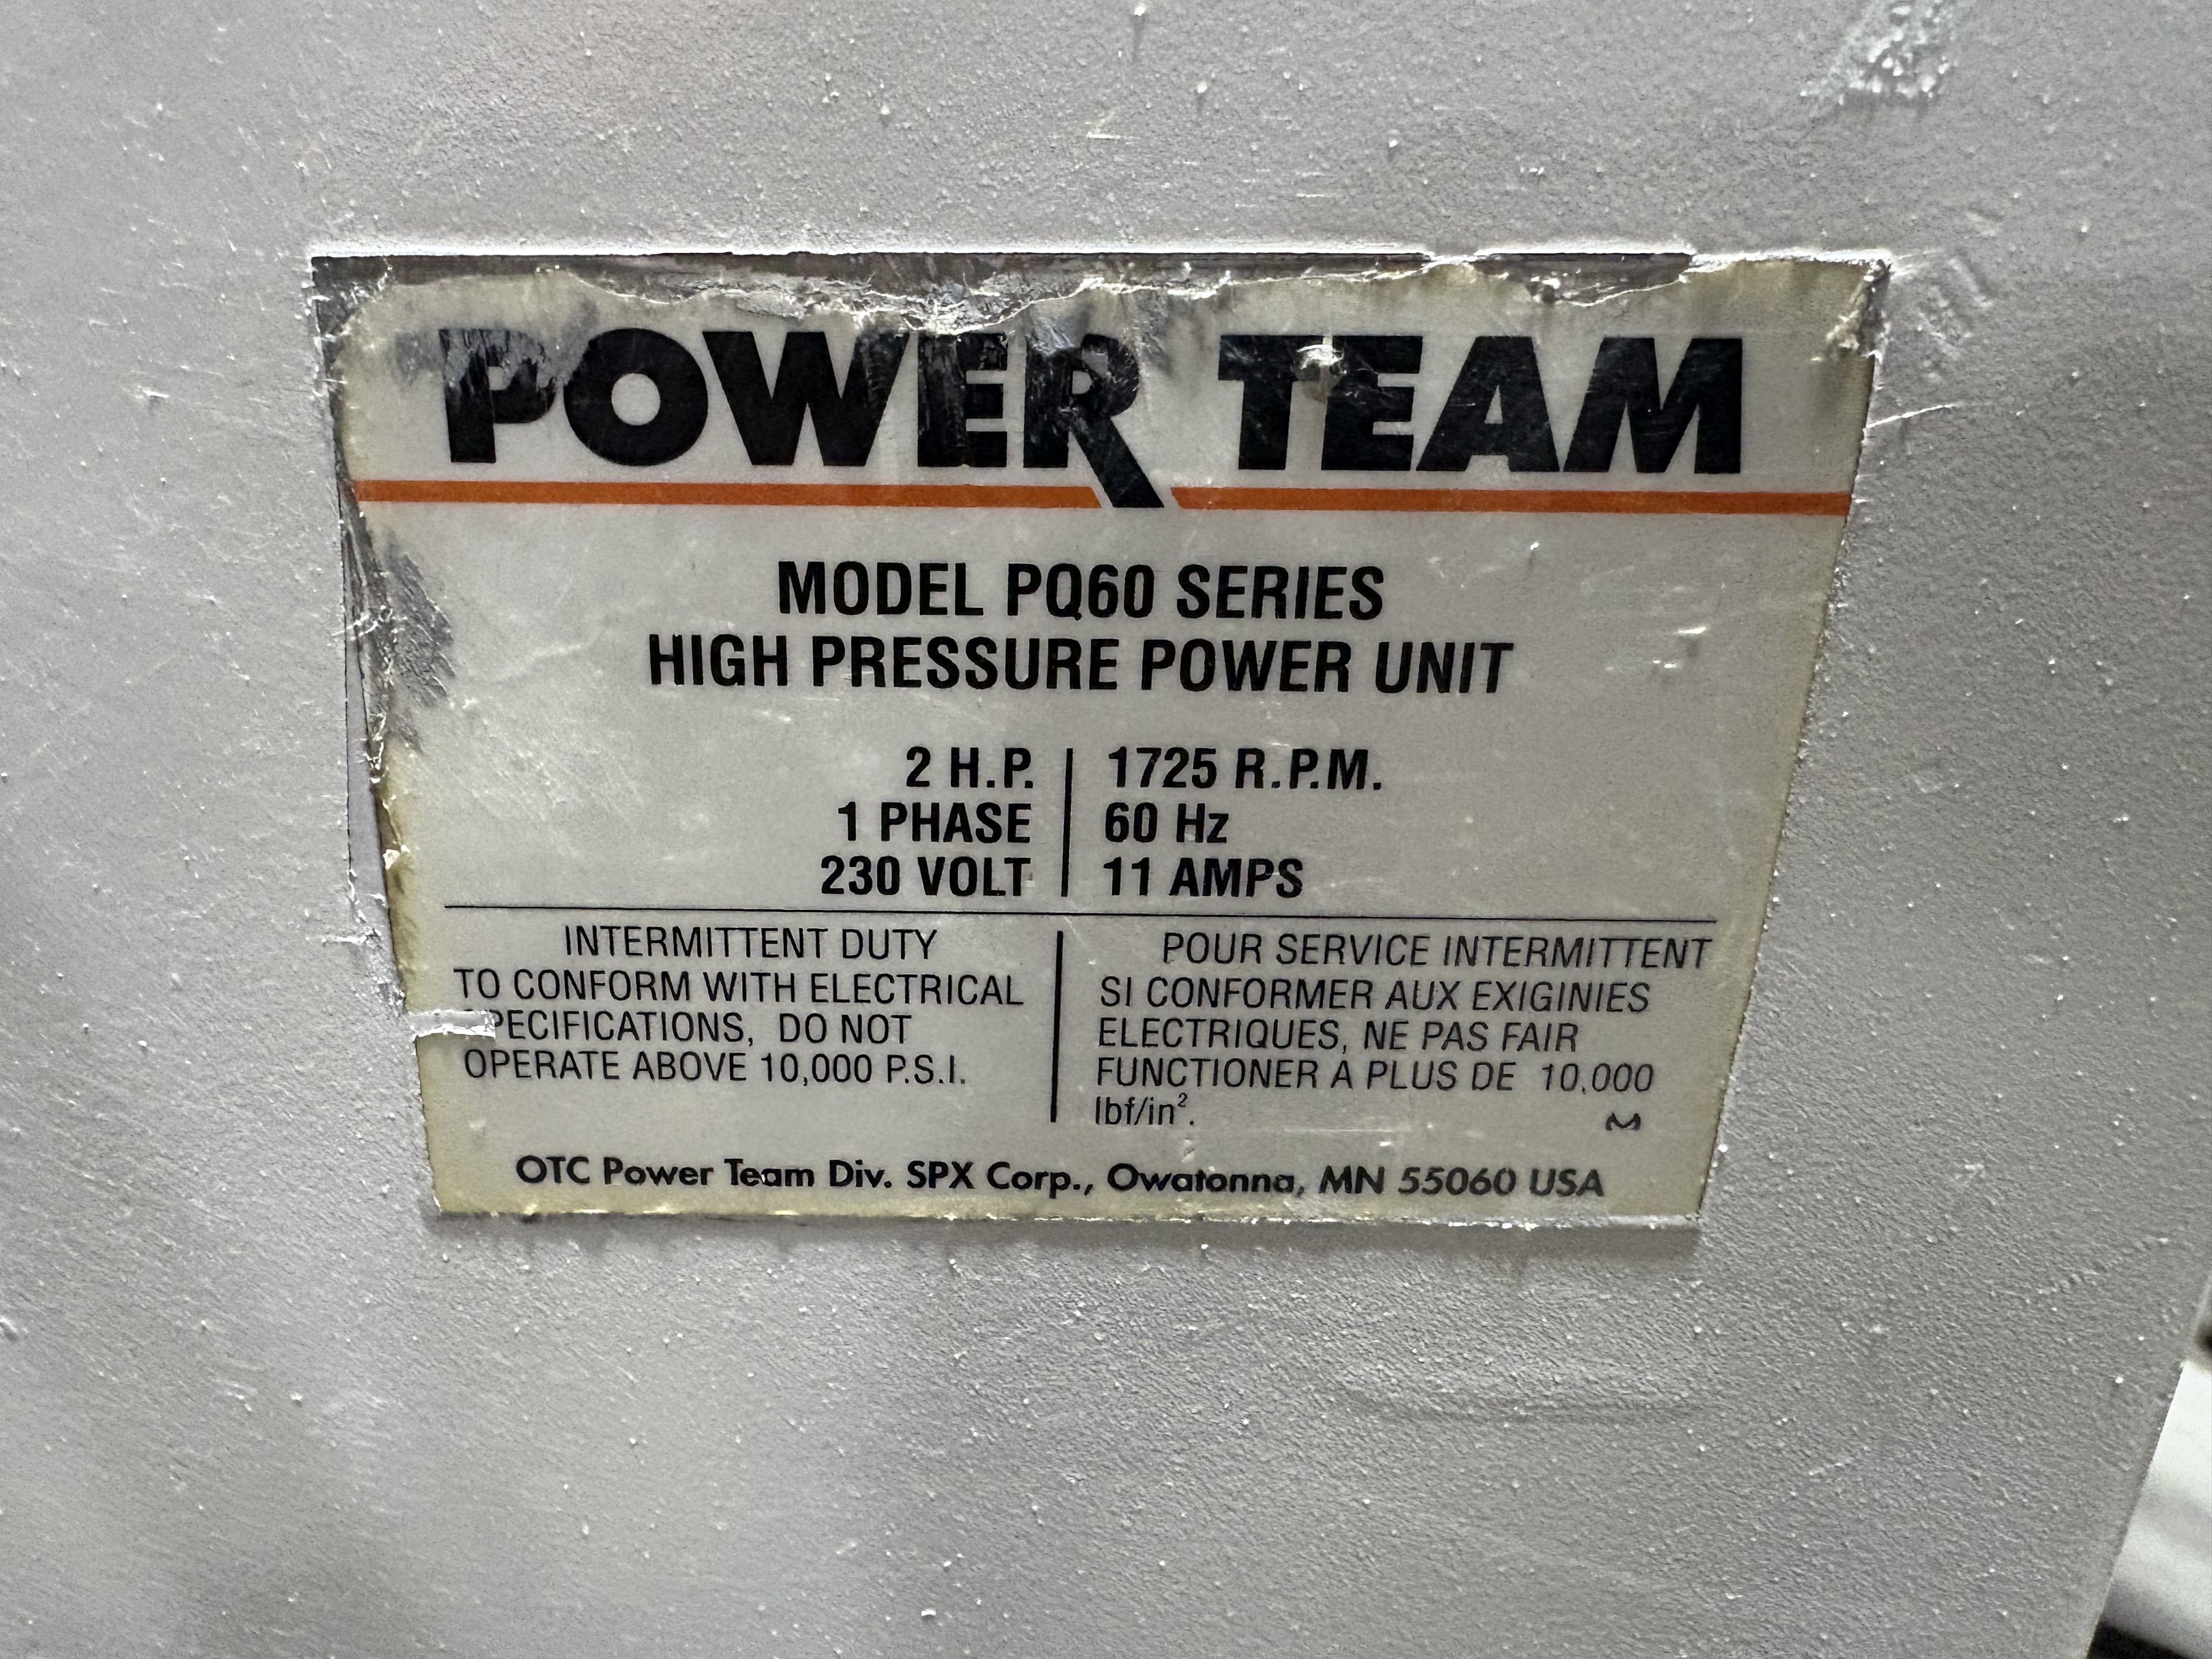 POWER TEAM
MODEL PQ60 SERIES
HIGH PRESSURE POWER UNIT
2 H.P. 1725 R.P.M.
1 PHASE 60 Hz
230 VOLT 11 AMPS
INTERMITTENT DUTY
TO CONFORM WITH ELECTRICAL
SPECIFICATIONS, DO NOT
OPERATE ABOVE 10,000 P.S.I.
POUR SERVICE INTERMITTENT
SI CONFORMER AUX EXIGINIES
ELECTRIQUES, NE PAS FAIR
FUNCTIONER A PLUS DE 10,000
lbf/in².
OTC Power Team Div. SPX Corp., Owatonna, MN 55060 USA